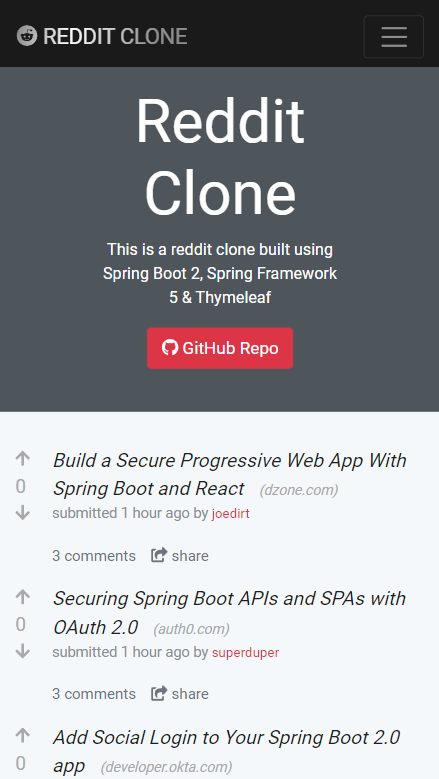 REDDIT CLONE
Reddit
Clone
This is a reddit clone built using
Spring Boot 2, Spring Framework
5 & Thymeleaf
GitHub Repo
Build a Secure Progressive Web App With
0 Spring Boot and React (dzone.com)
submitted 1 hour ago by joedirt
3 comments share
Securing Spring Boot APIs and SPAs with
0 OAuth 2.0 (auth0.com)
submitted 1 hour ago by superduper
3 comments share
Add Social Login to Your Spring Boot 2.0
0 app (developer.okta.com)